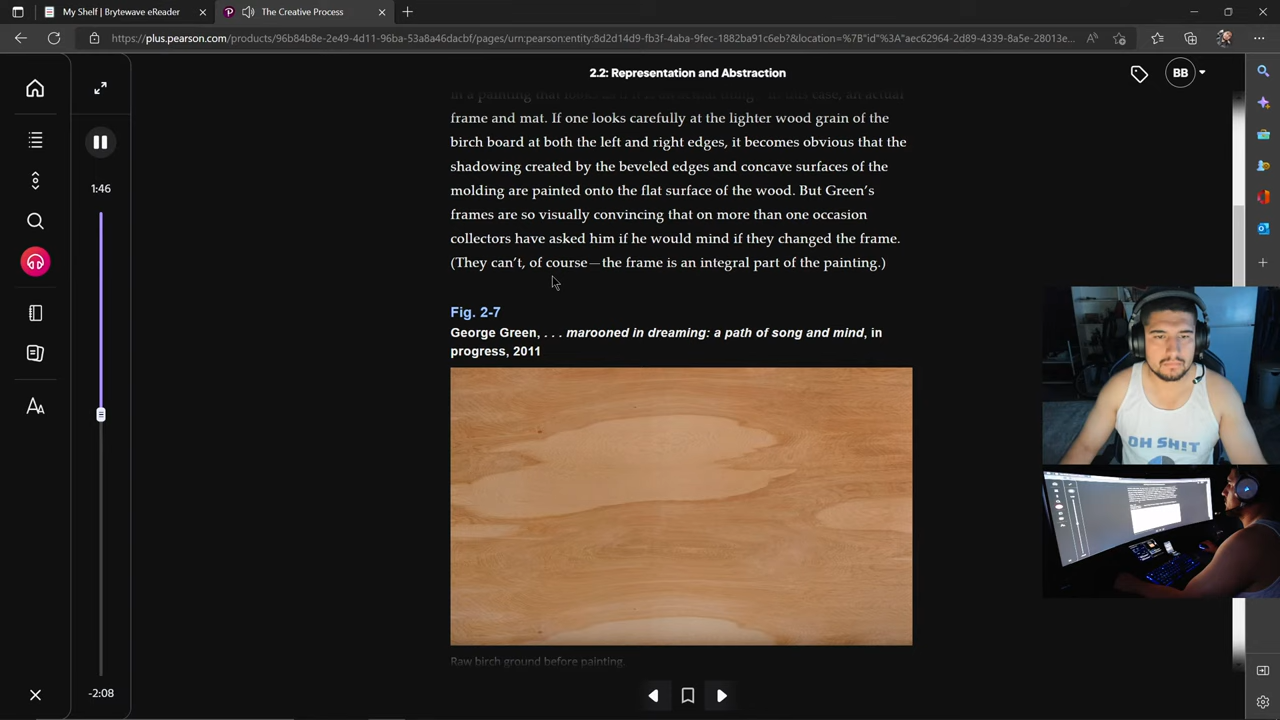 My Shelf | Brytewave eReader
The Creative Process
https://plus.pearson.com/products/96b84b8e-2e49-4d11-96ba-53a8a46dacbf/pages/urn:pearson:entity:8d2d14d9-fb3f-4aba-9fec-1882ba91c6eb?&location=%7B"id"%3A"aec62964-2d89-4339-8a5e-28013e...
2.2: Representation and Abstraction
BB
in a painting that
case, an actual
frame and mat. If one looks carefully at the lighter wood grain of the
birch board at both the left and right edges, it becomes obvious that the
shadowing created by the beveled edges and concave surfaces of the
molding are painted onto the flat surface of the wood. But Green's
frames are so visually convincing that on more than one occasion
collectors have asked him if he would mind if they changed the frame.
(They can't, of course—the frame is an integral part of the painting.)
1:46
Fig. 2-7
George Green, . . . marooned in dreaming: a path of song and mind, in
progress, 2011
Raw birch ground before painting.
-2:08
OH SH!T